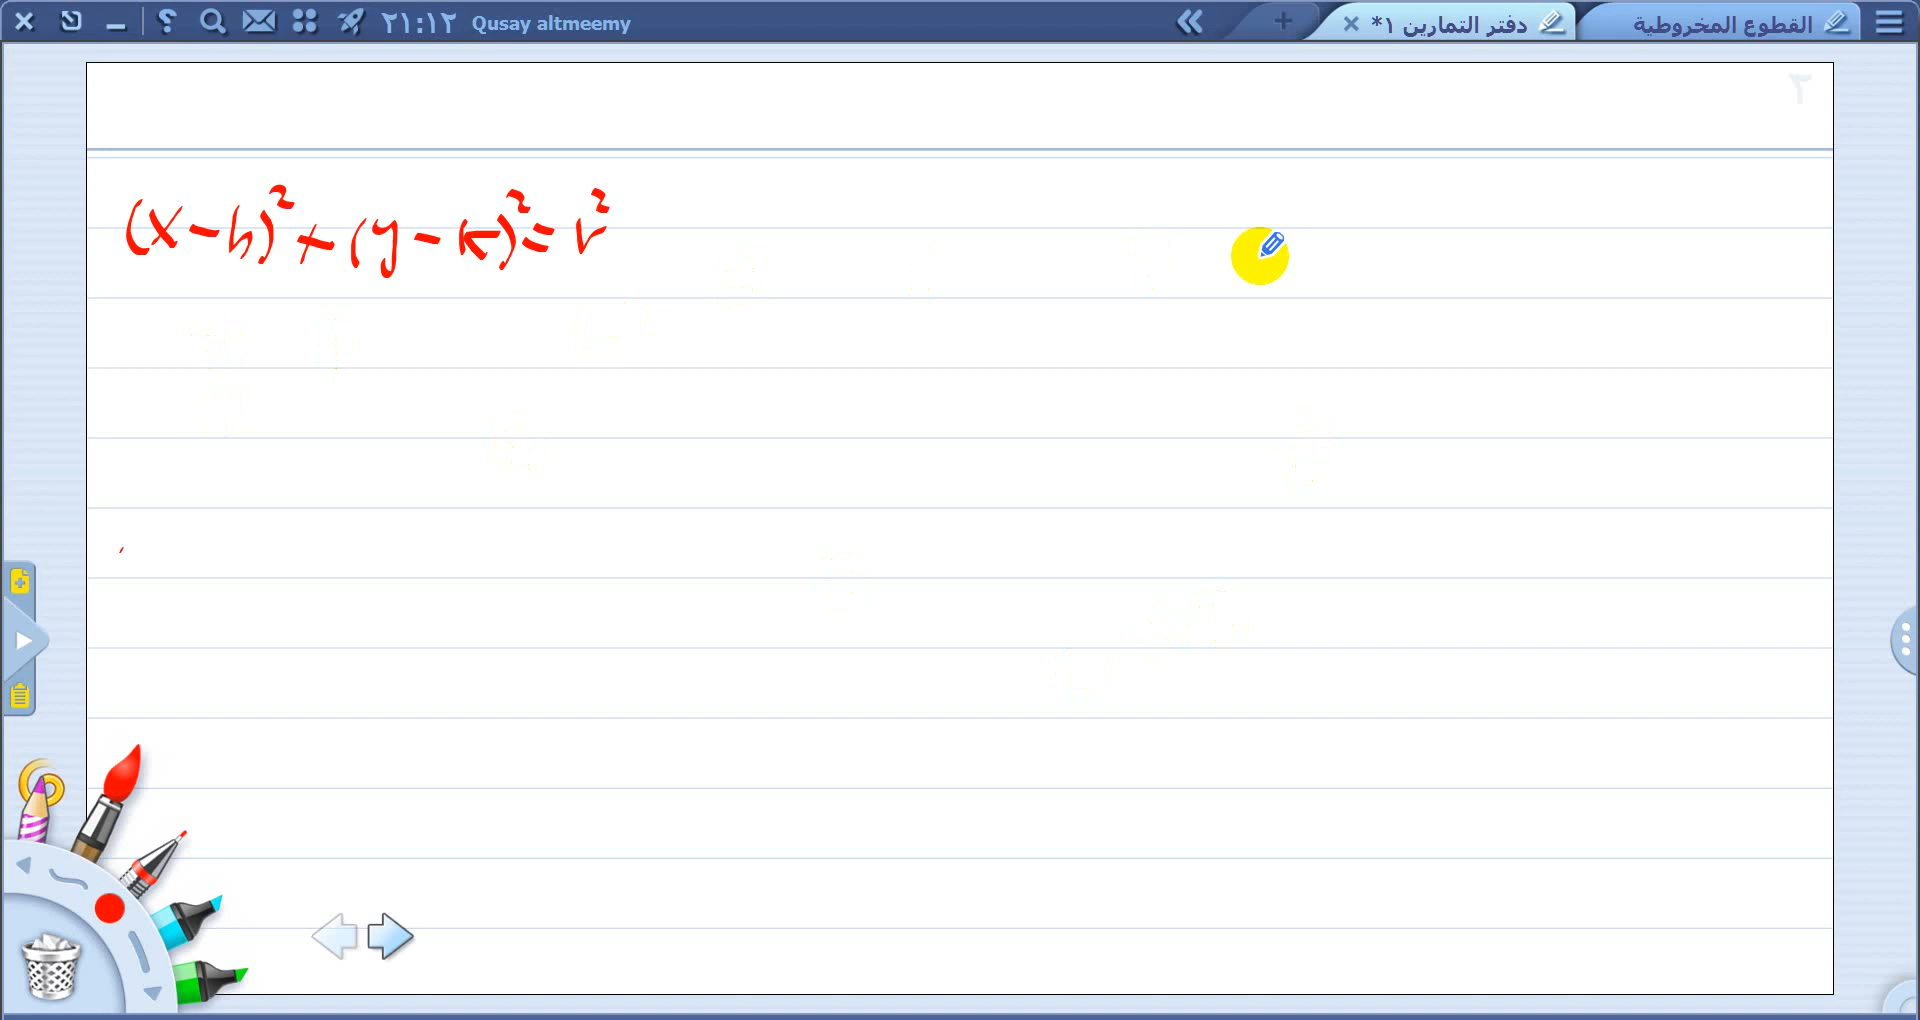 ٢١:١٢ Qusay altmeemy
دفتر التمارين ١*
القطوع المخروطية
٢
(x-h)² + (y-k)² = r²